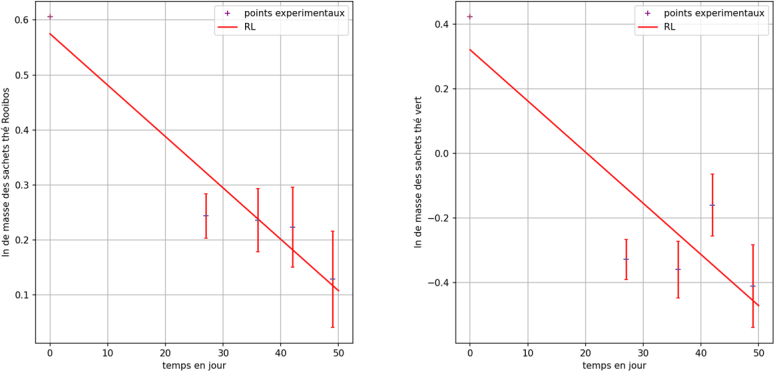 points experimentaux
RL
0.6
0.5
0.4
0.3
0.2
0.1
ln de masse des sachets thé Rooibos
0 10 20 30 40 50
temps en jour
points experimentaux
RL
0.4
0.2
0.0
−0.2
−0.4
ln de masse des sachets thé vert
0 10 20 30 40 50
temps en jour